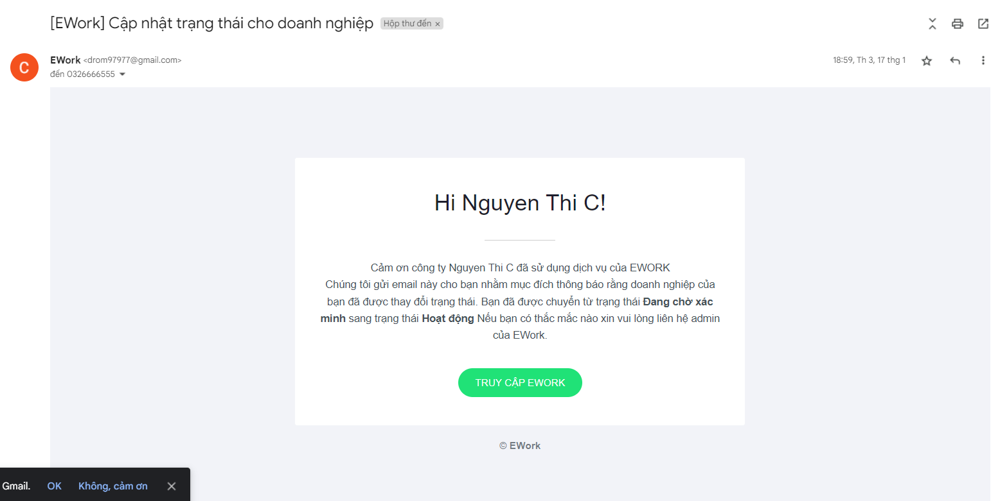 [EWork] Cập nhật trạng thái cho doanh nghiệp Hộp thư đến ×
C
EWork <drom97977@gmail.com> 18:59, Th 3, 17 thg 1
đến 0326666555
Hi Nguyen Thi C!
Cảm ơn công ty Nguyen Thi C đã sử dụng dịch vụ của EWORK
Chúng tôi gửi email này cho bạn nhằm mục đích thông báo rằng doanh nghiệp của
bạn đã được thay đổi trạng thái. Bạn đã được chuyển từ trạng thái Đang chờ xác
minh sang trạng thái Hoạt động Nếu bạn có thắc mắc nào xin vui lòng liên hệ admin
của EWork.
TRUY CẬP EWORK
© EWork
Gmail. OK Không, cảm ơn